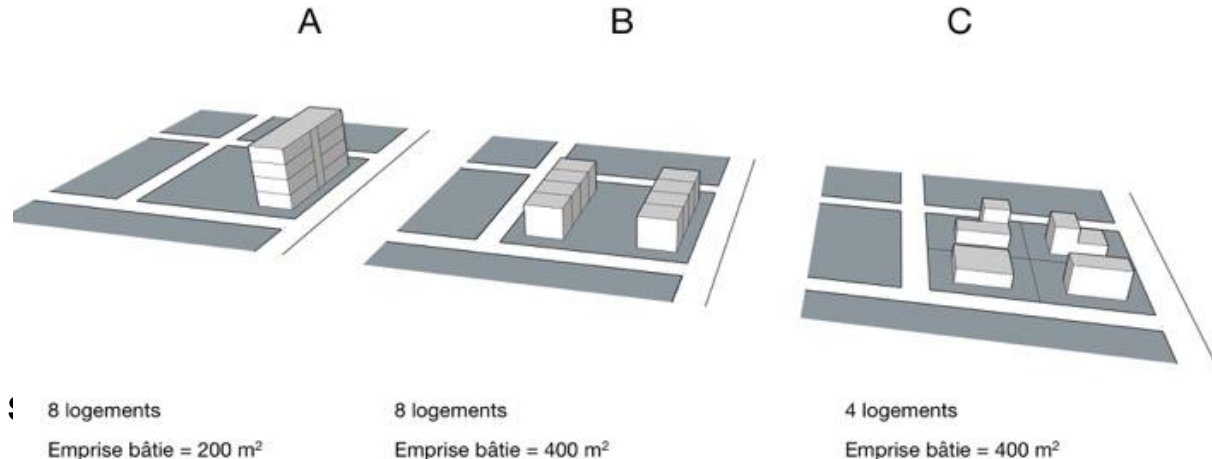 A B C
8 logements 8 logements 4 logements
Emprise bâtie = 200 m² Emprise bâtie = 400 m² Emprise bâtie = 400 m²